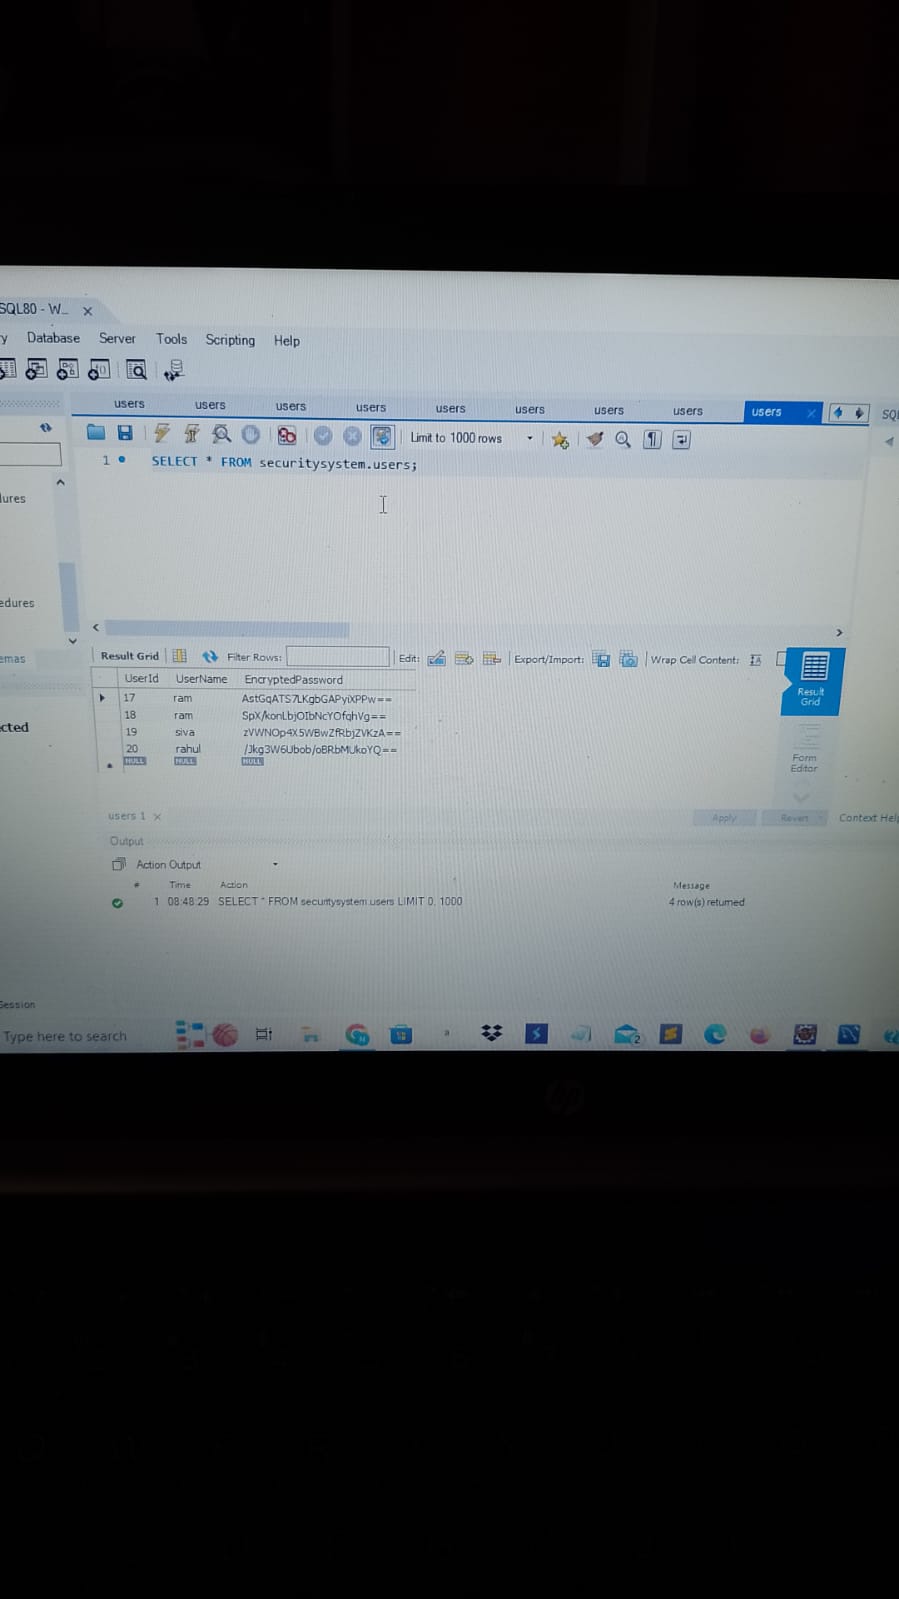 SQL80 - W...
y Database Server Tools Scripting Help
users users users users users users users users users SQL
Limit to 1000 rows
1 SELECT * FROM securitysystem.users;
dures
edures
emas
Result Grid Filter Rows: Edit: Export/Import: Wrap Cell Content:
Result Grid
UserId UserName EncryptedPassword
17 ram AstGqATS7LKgbGAPyiXPPw==
18 ram SpX/konLbjOIbNcYOfqhVg==
19 siva zVWNOp4X5WBwZfRbjZVKzA==
20 rahul /Jkg3W6Ubob/oBRbMUkoYQ==
NULL NULL NULL
cted
Form Editor
users 1 Apply Revert Context Hel
Output
Action Output
# Time Action Message
1 08:48:29 SELECT * FROM securitysystem.users LIMIT 0, 1000 4 row(s) returned
Session
Type here to search
a
2
hp